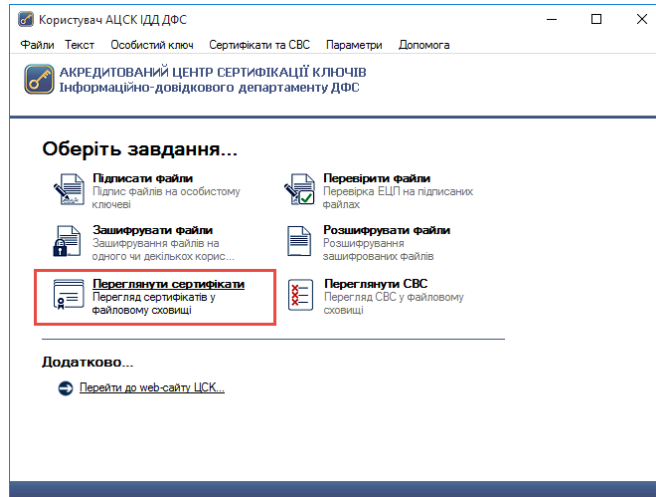 Користувач АЦСК ІДД ДФС
Файли Текст Особистий ключ Сертифікати та СВС Параметри Допомога
АКРЕДИТОВАНИЙ ЦЕНТР СЕРТИФІКАЦІЇ КЛЮЧІВ
Інформаційно-довідкового департаменту ДФС
Оберіть завдання...
Підписати файли
Підпис файлів на особистому
ключеві
Перевірити файли
Перевірка ЕЦП на підписаних
файлах
Зашифрувати файли
Зашифрування файлів на
одного чи декількох корис...
Розшифрувати файли
Розшифрування
зашифрованих файлів
Переглянути сертифікати
Перегляд сертифікатів у
файловому сховищі
Переглянути СВС
Перегляд СВС у файловому
сховищі
Додатково...
Перейти до web-сайту ЦСК...